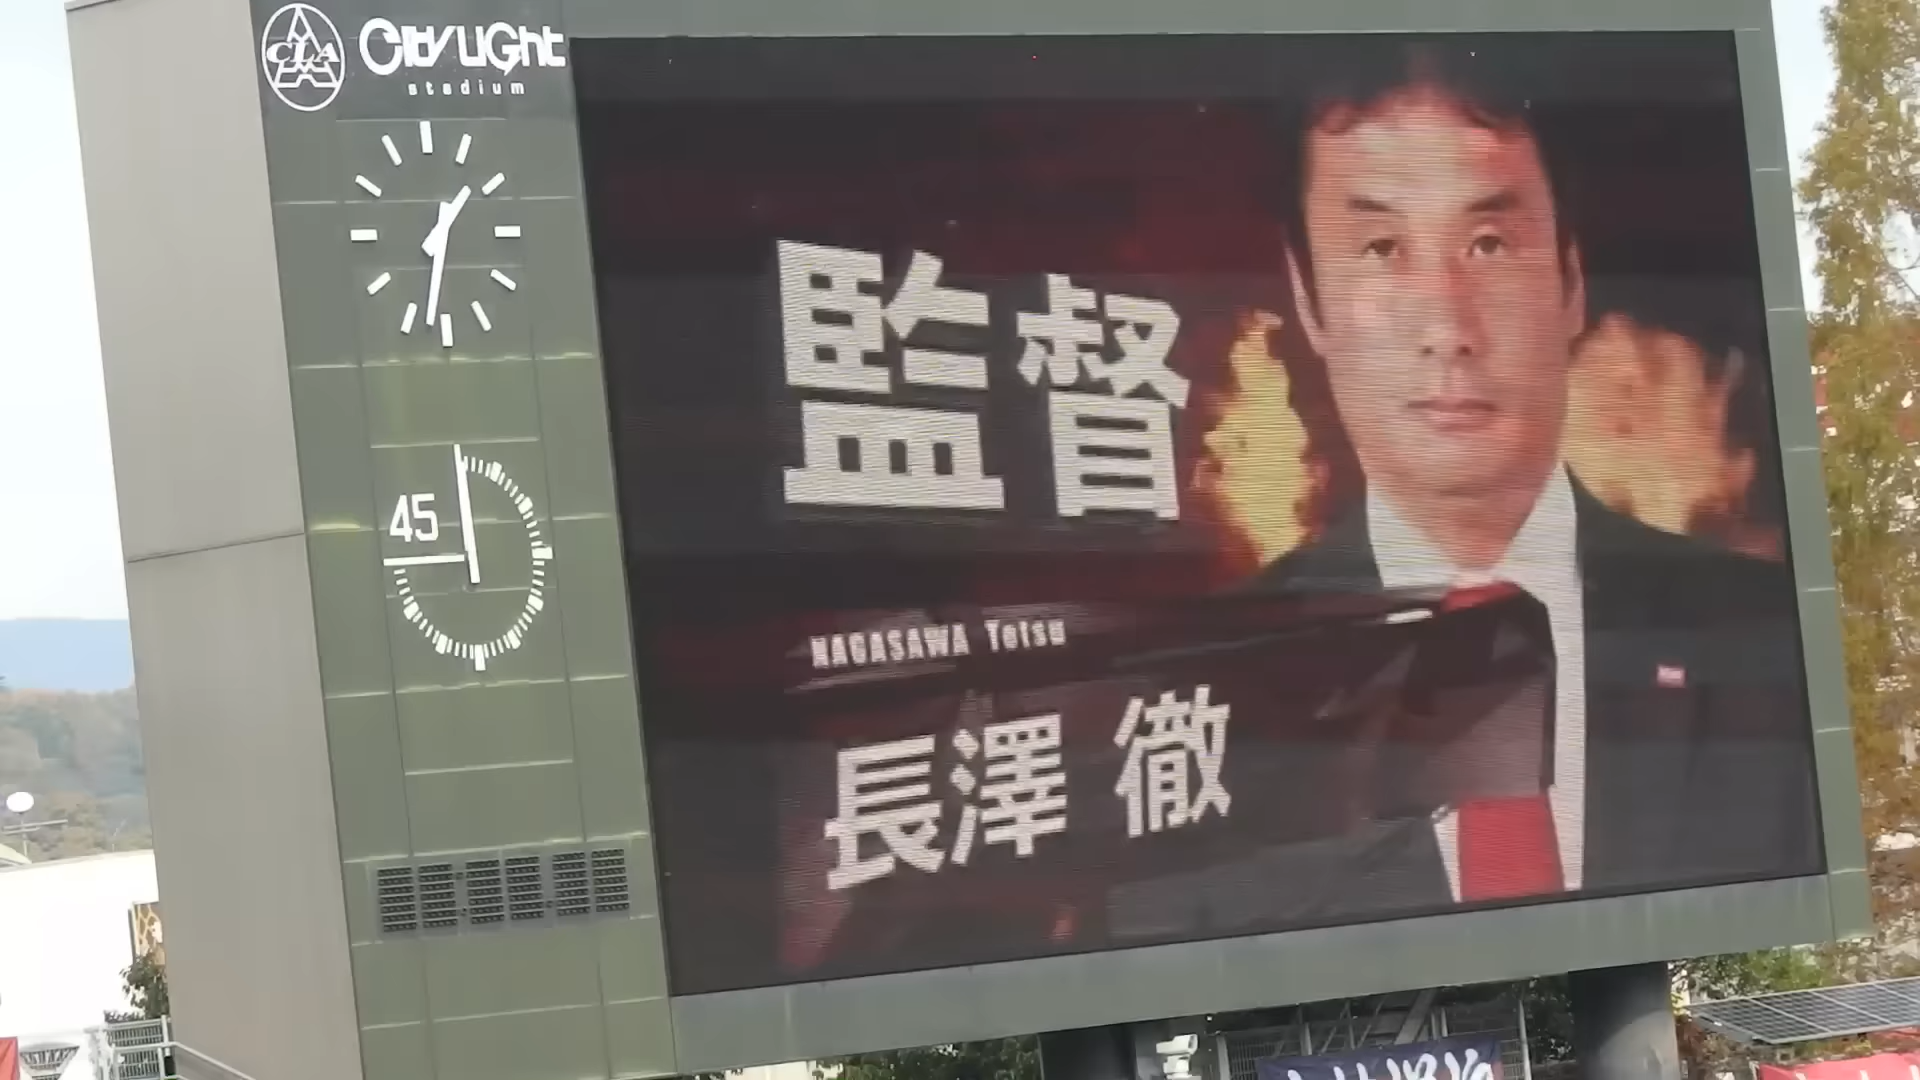 CLA
CityLight
stadium
45
監督
NAGASAWA Tetsu
長澤 徹